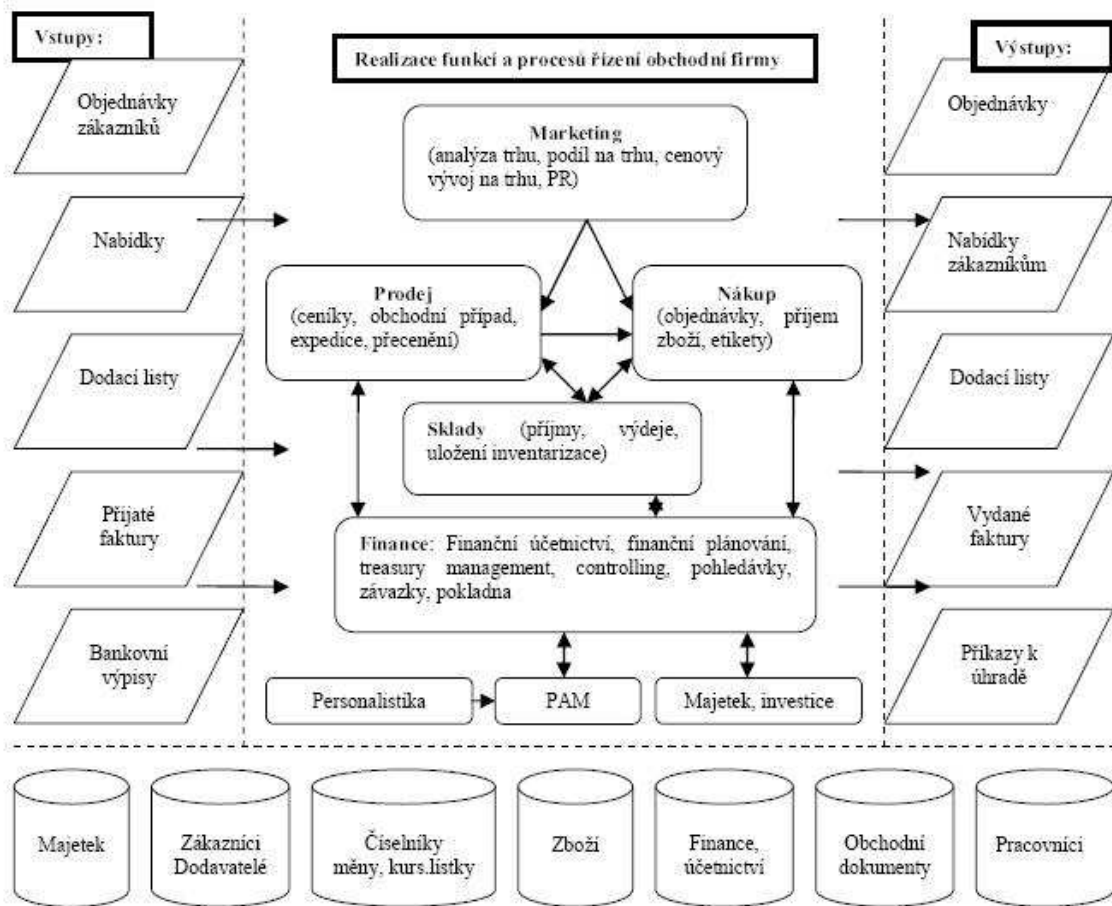 Vstupy:
Realizace funkcí a procesů řízení obchodní firmy
Výstupy:
Objednávky
zákazníků
Nabídky
Dodací listy
Přijaté
faktury
Bankovní
výpisy
Marketing
(analýza trhu, podíl na trhu, cenový
vývoj na trhu, PR)
Prodej
(ceníky, obchodní případ,
expedice, přecenění)
Nákup
(objednávky, příjem
zboží, etikety)
Sklady (příjmy, výdeje,
uložení inventarizace)
Finance: Finanční účetnictví, finanční plánování,
treasury management, controlling, pohledávky,
závazky, pokladna
Personalistika
PAM
Majetek, investice
Objednávky
Nabídky
zákazníkům
Dodací listy
Vydané
faktury
Příkazy k
úhradě
Majetek
Zákazníci
Dodavatelé
Číselníky
měny, kurs.lístky
Zboží
Finance,
účetnictví
Obchodní
dokumenty
Pracovníci